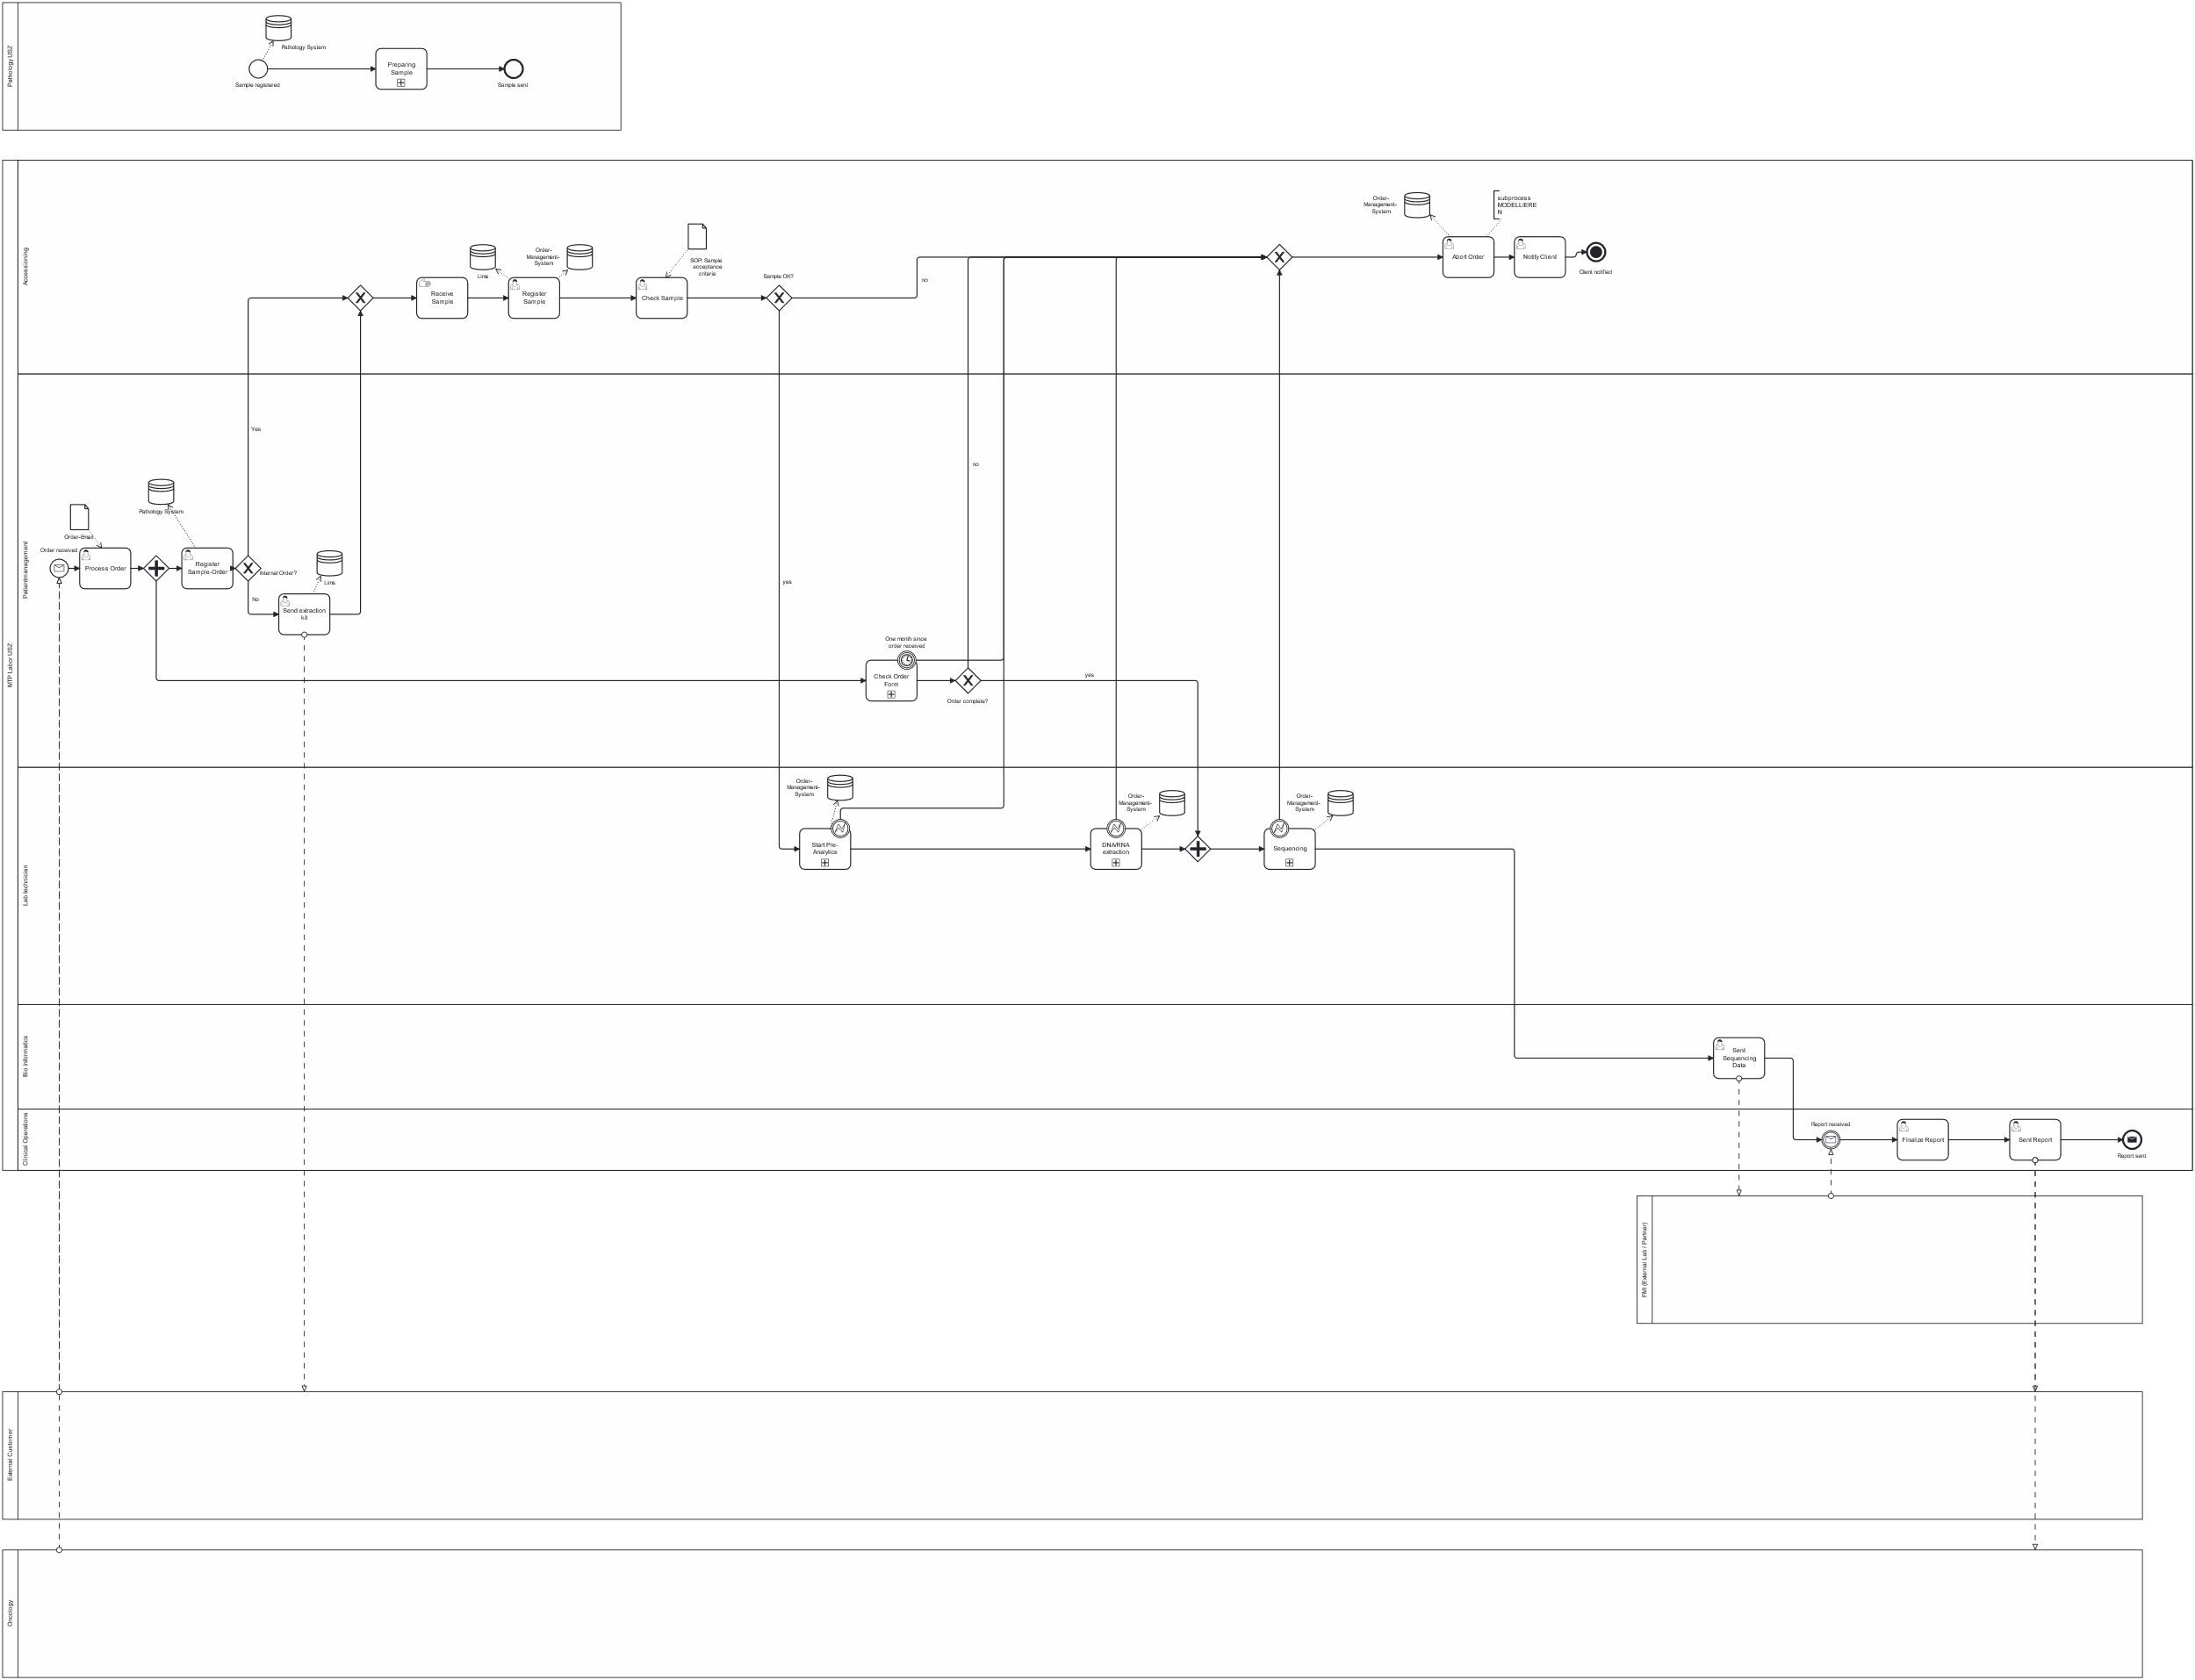 Pathology USZ
Pathology System
Preparing
Sample
Sample registered
Sample sent
MTP Labor USZ
Accessioning
Order-
Management-
System
subprocess
MODELLIERE
N
Abort Order
Notify Client
Client notified
Lims
Order-
Management-
System
SOP. Sample
acceptance
criteria
Receive
Sample
Register
Sample
Check Sample
Sample OK?
no
Patientmanagement
Yes
no
Pathology System
Order-Email
Order received
Process Order
Register
Sample-Order
Internal Order?
Lims
No
Send extraction
kit
yes
One month since
order received
Check Order
Form
Order complete?
yes
Lab technician
Order-
Management-
System
Order-
Management-
System
Order-
Management-
System
Start Pre-
Analytics
DNA/RNA
extraction
Sequencing
Bio Informatics
Sent
Sequencing
Data
Clinical Operations
Report received
Finalize Report
Sent Report
Report sent
FMI (External Lab / Partner)
External Customer
Oncology